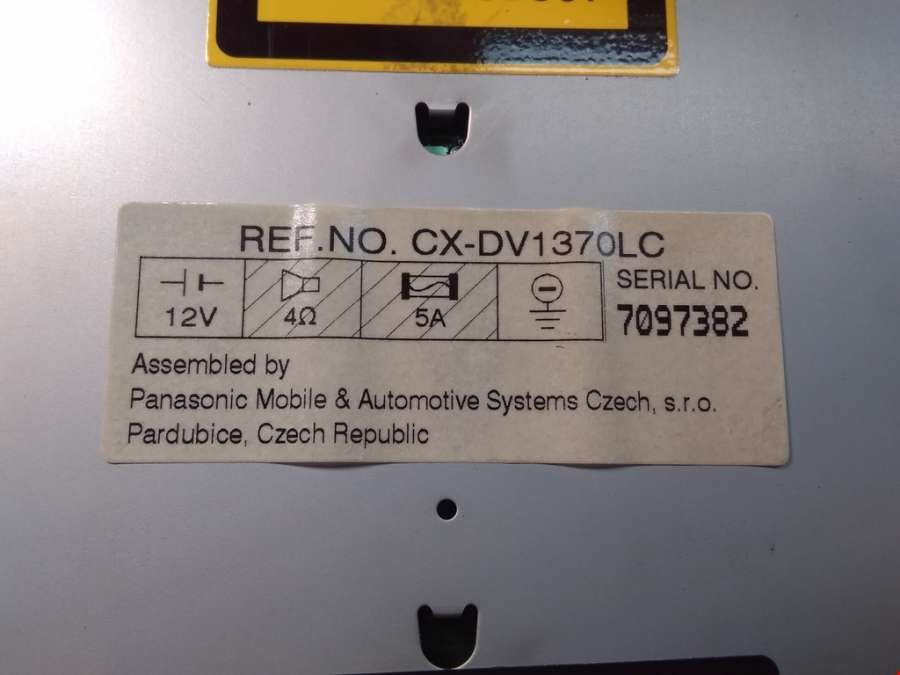 REF.NO. CX-DV1370LC
SERIAL NO.
12V 4Ω 5A
7097382
Assembled by
Panasonic Mobile & Automotive Systems Czech, s.r.o.
Pardubice, Czech Republic